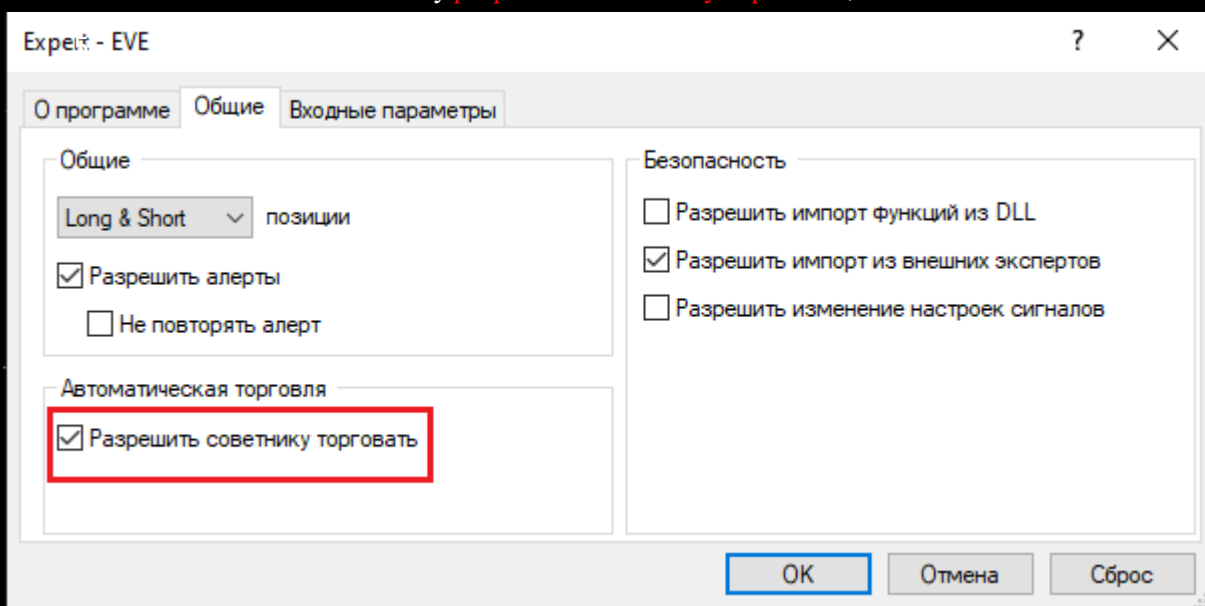 Expert - EVE
?
О программе
Общие
Входные параметры
Общие
Long & Short
позиции
Разрешить алерты
Не повторять алерт
Автоматическая торговля
Разрешить советнику торговать
Безопасность
Разрешить импорт функций из DLL
Разрешить импорт из внешних экспертов
Разрешить изменение настроек сигналов
OK
Отмена
Сброс